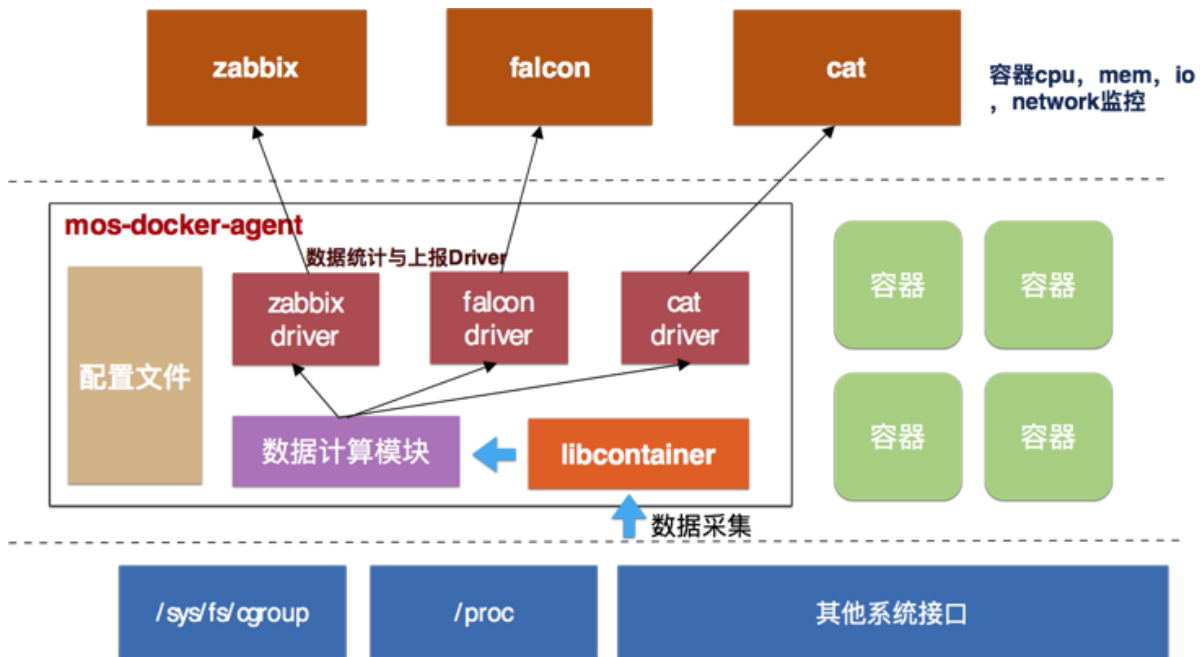 zabbix
falcon
cat
容器cpu，mem，io
，network监控
mos-docker-agent
数据统计与上报Driver
配置文件
zabbix
driver
falcon
driver
cat
driver
数据计算模块
libcontainer
容器
容器
容器
容器
数据采集
/sys/fs/cgroup
/proc
其他系统接口